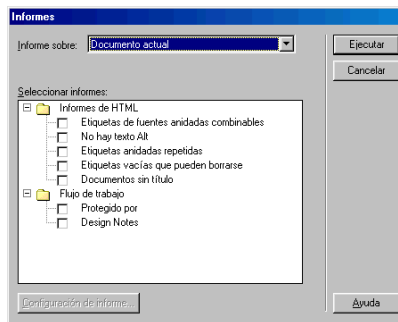 Informes
Informe sobre: Documento actual
Ejecutar
Cancelar
Seleccionar informes:
Informes de HTML
Etiquetas de fuentes anidadas combinables
No hay texto Alt
Etiquetas anidadas repetidas
Etiquetas vacías que pueden borrarse
Documentos sin título
Flujo de trabajo
Protegido por
Design Notes
Configuración de informe...
Ayuda